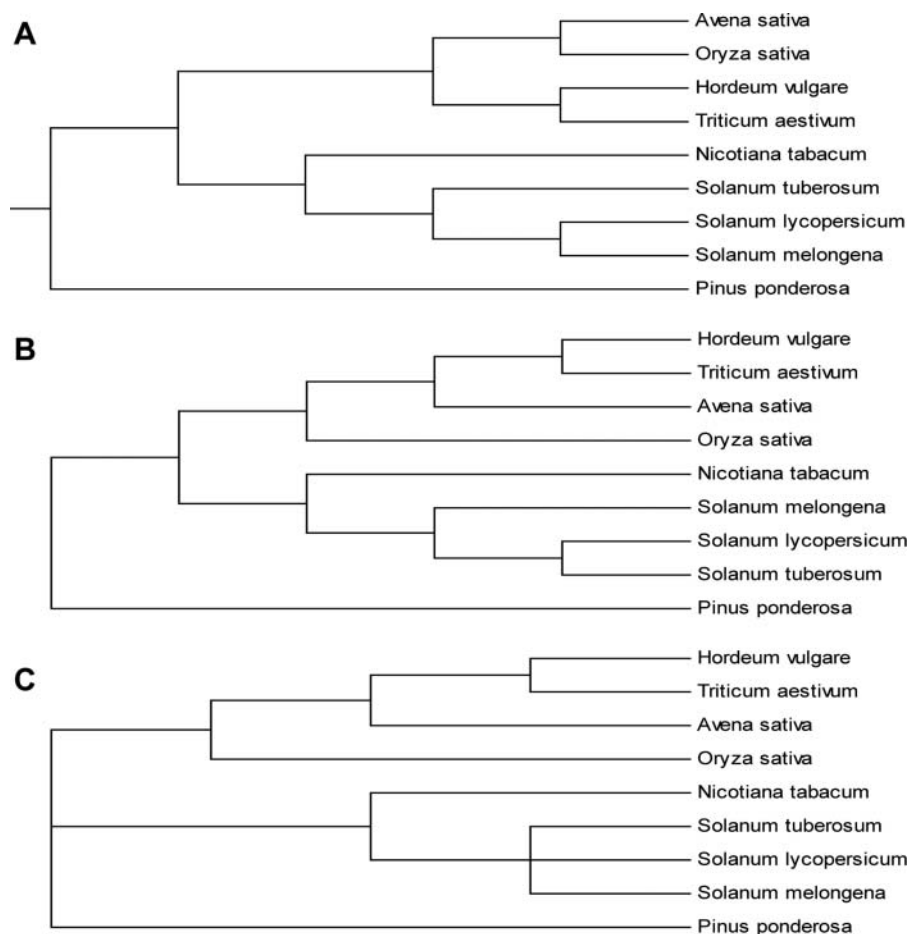 A
Avena sativa
Oryza sativa
Hordeum vulgare
Triticum aestivum
Nicotiana tabacum
Solanum tuberosum
Solanum lycopersicum
Solanum melongena
Pinus ponderosa
B
Hordeum vulgare
Triticum aestivum
Avena sativa
Oryza sativa
Nicotiana tabacum
Solanum melongena
Solanum lycopersicum
Solanum tuberosum
Pinus ponderosa
C
Hordeum vulgare
Triticum aestivum
Avena sativa
Oryza sativa
Nicotiana tabacum
Solanum tuberosum
Solanum lycopersicum
Solanum melongena
Pinus ponderosa